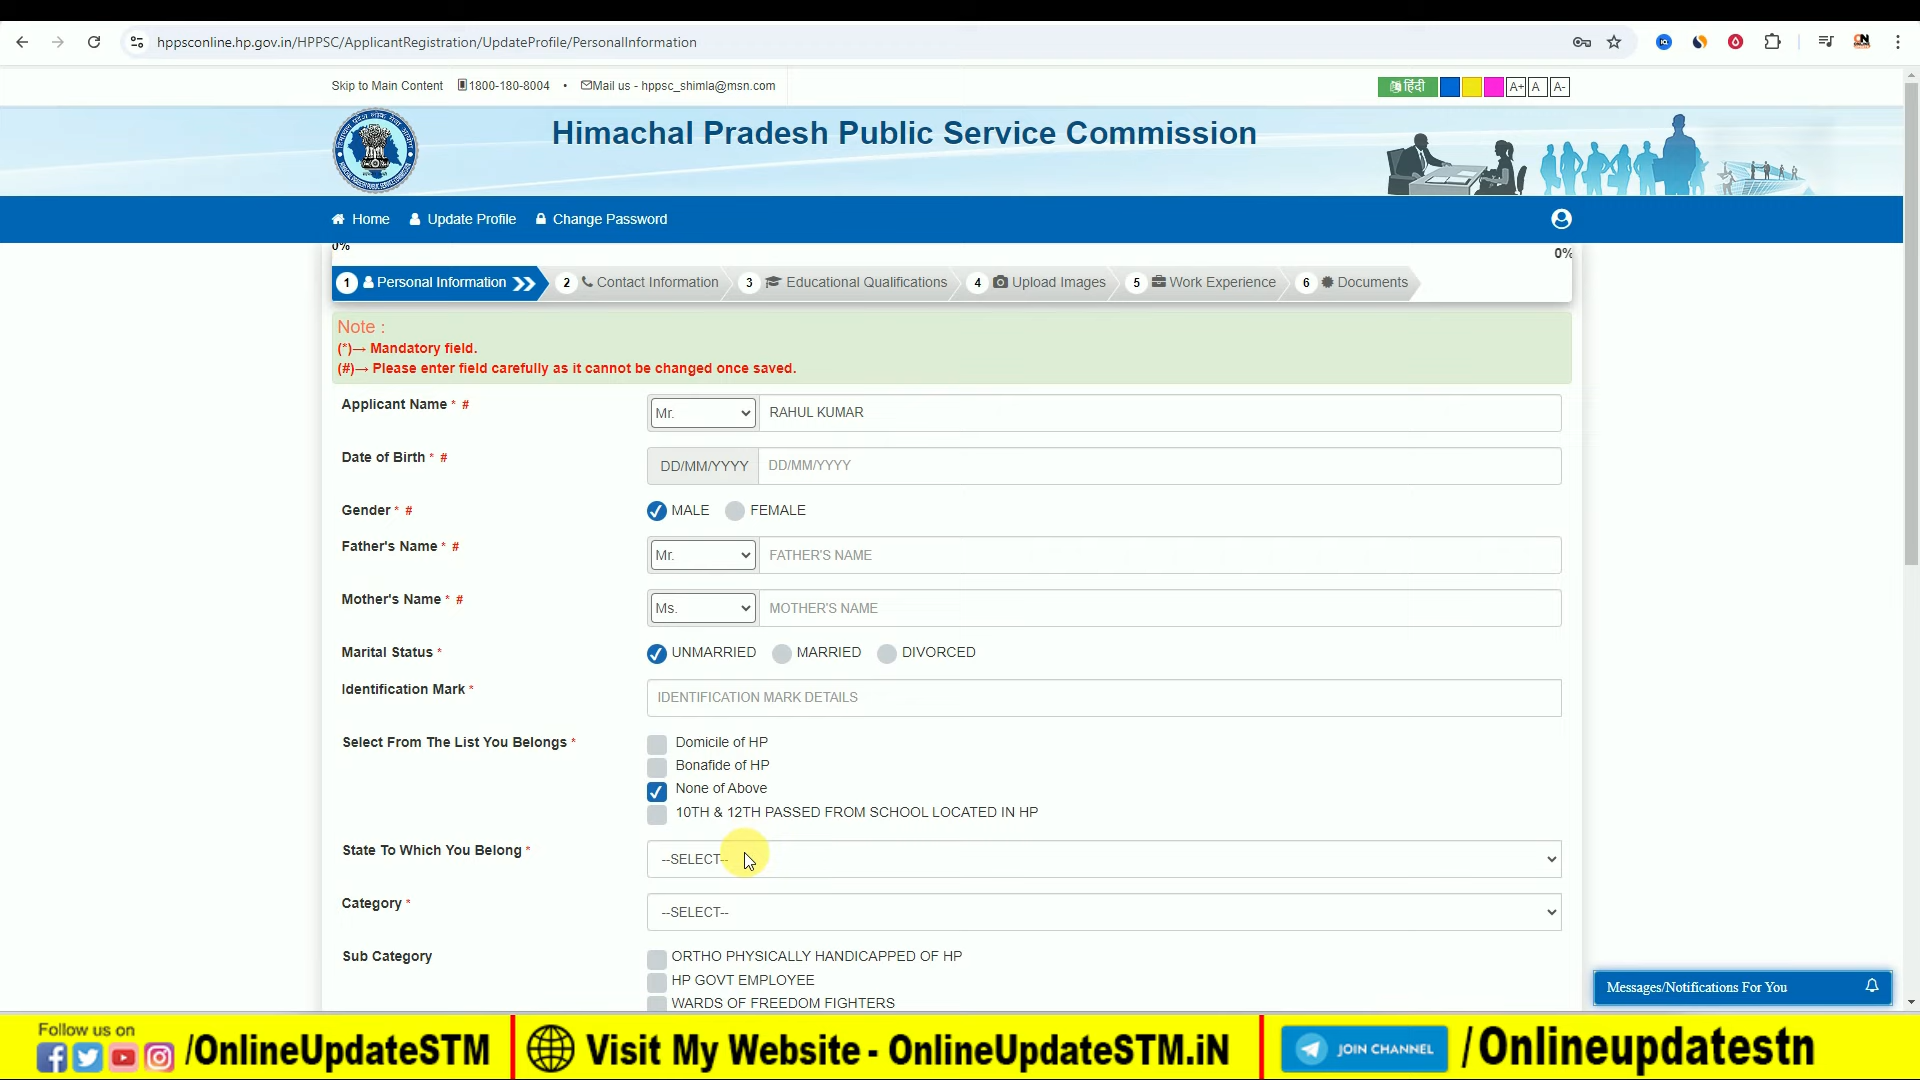 hppsconline.hp.gov.in/HPPSC/ApplicantRegistration/UpdateProfile/PersonalInformation
Skip to Main Content 1800-180-8004 • Mail us - hppsc_shimla@msn.com
हिंदी A+ A A-
Himachal Pradesh Public Service Commission
Home Update Profile Change Password
0% 0%
1 Personal Information 2 Contact Information 3 Educational Qualifications 4 Upload Images 5 Work Experience 6 Documents
Note :
(*)→ Mandatory field.
(#)→ Please enter field carefully as it cannot be changed once saved.
Applicant Name * # Mr. RAHUL KUMAR
Date of Birth * # DD/MM/YYYY DD/MM/YYYY
Gender * # MALE FEMALE
Father's Name * # Mr. FATHER'S NAME
Mother's Name * # Ms. MOTHER'S NAME
Marital Status * UNMARRIED MARRIED DIVORCED
Identification Mark * IDENTIFICATION MARK DETAILS
Select From The List You Belongs * Domicile of HP
Bonafide of HP
None of Above
10TH & 12TH PASSED FROM SCHOOL LOCATED IN HP
State To Which You Belong * --SELECT--
Category * --SELECT--
Sub Category ORTHO PHYSICALLY HANDICAPPED OF HP
HP GOVT EMPLOYEE
WARDS OF FREEDOM FIGHTERS
Messages/Notifications For You
Follow us on
/OnlineUpdateSTM Visit My Website - OnlineUpdateSTM.iN JOIN CHANNEL /Onlineupdatestn